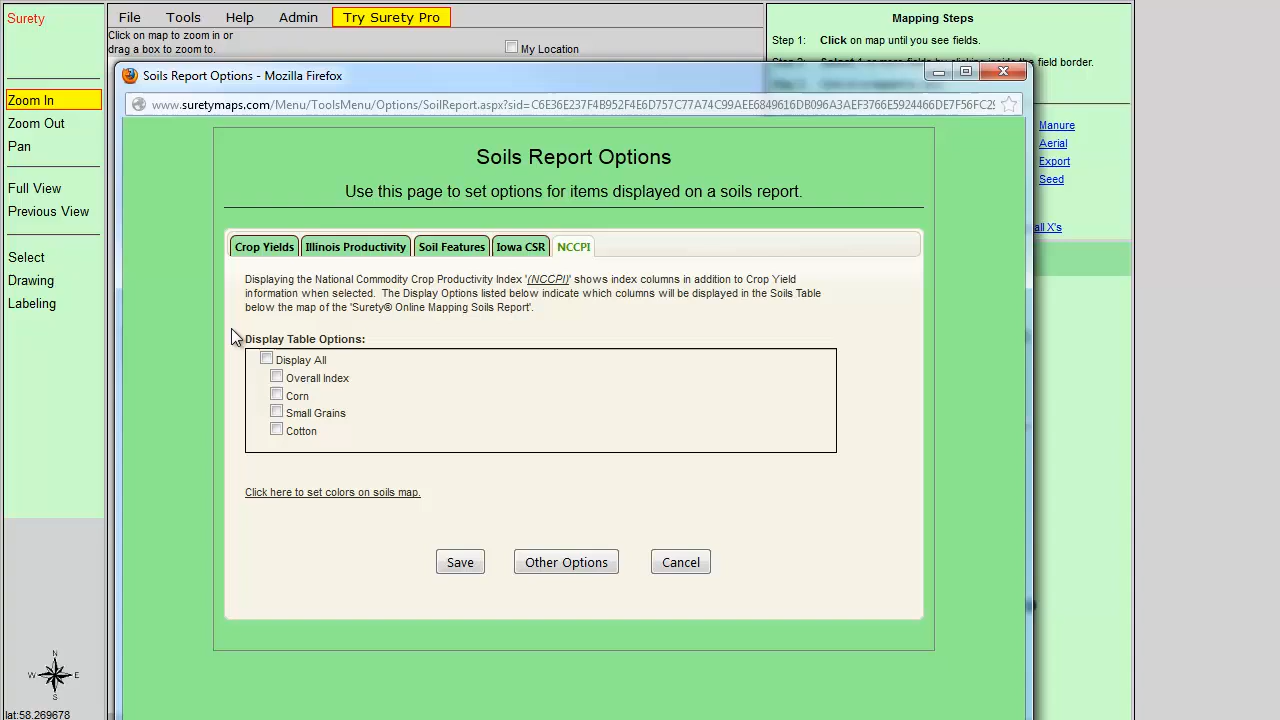 Surety
File Tools Help Admin Try Surety Pro
Click on map to zoom in or
drag a box to zoom to.
My Location
Mapping Steps
Step 1: Click on map until you see fields.
Soils Report Options - Mozilla Firefox
www.suretymaps.com/Menu/ToolsMenu/Options/SoilReport.aspx?sid=
Zoom In
Zoom Out
Pan
Full View
Previous View
Select
Drawing
Labeling
Manure
Aerial
Export
Seed
all X's
Soils Report Options
Use this page to set options for items displayed on a soils report.
Crop Yields Illinois Productivity Soil Features Iowa CSR NCCPI
Displaying the National Commodity Crop Productivity Index '(NCCPI)' shows index columns in addition to Crop Yield
information when selected. The Display Options listed below indicate which columns will be displayed in the Soils Table
below the map of the 'Surety® Online Mapping Soils Report'.
Display Table Options:
Display All
Overall Index
Corn
Small Grains
Cotton
Click here to set colors on soils map.
Save Other Options Cancel
N
W E
S
lat:58.269678